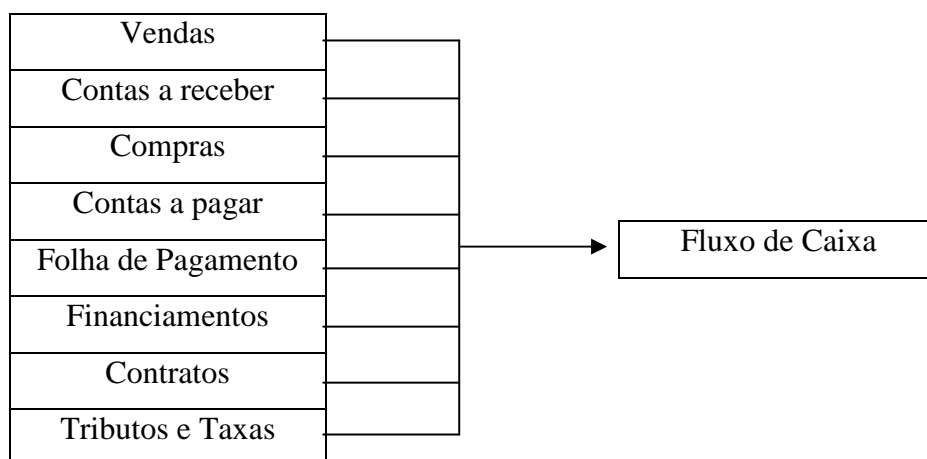 Vendas
Contas a receber
Compras
Contas a pagar
Folha de Pagamento
Financiamentos
Contratos
Tributos e Taxas
Fluxo de Caixa